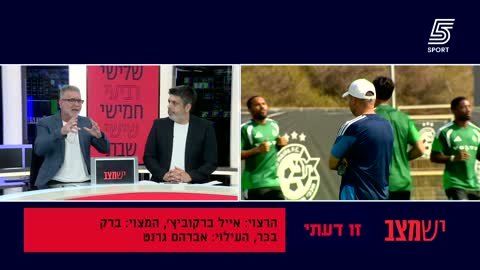 5
SPORT
שלישי
רביעי
חמישי
שישי
שבת
ישמצב
ישמצב
זו דעתי
הרצוי: אייל ברקוביץ', המצוי: ברק
בכר, העילוי: אברהם גרנט